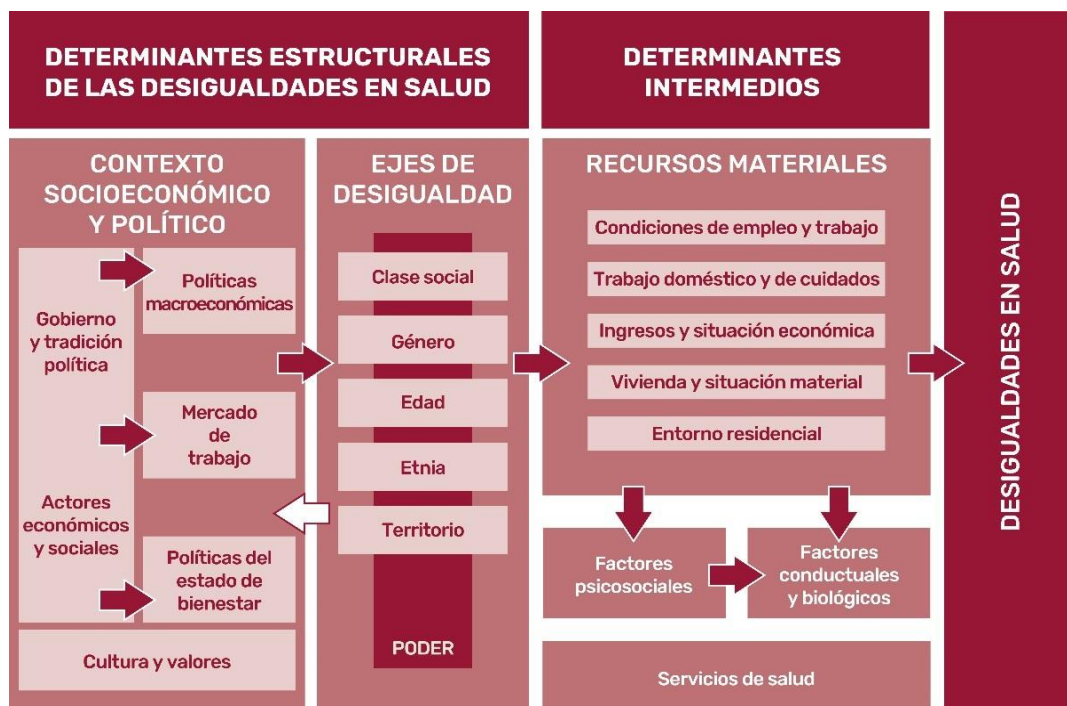 DETERMINANTES ESTRUCTURALES
DE LAS DESIGUALDADES EN SALUD
DETERMINANTES
INTERMEDIOS
CONTEXTO
SOCIOECONÓMICO
Y POLÍTICO
Gobierno
y tradición
política
Actores
económicos
y sociales
Políticas
macroeconómicas
Mercado
de
trabajo
Políticas del
estado de
bienestar
Cultura y valores
EJES DE
DESIGUALDAD
Clase social
Género
Edad
Etnia
Territorio
PODER
RECURSOS MATERIALES
Condiciones de empleo y trabajo
Trabajo doméstico y de cuidados
Ingresos y situación económica
Vivienda y situación material
Entorno residencial
Factores
psicosociales
Factores
conductuales
y biológicos
Servicios de salud
DESIGUALDADES EN SALUD